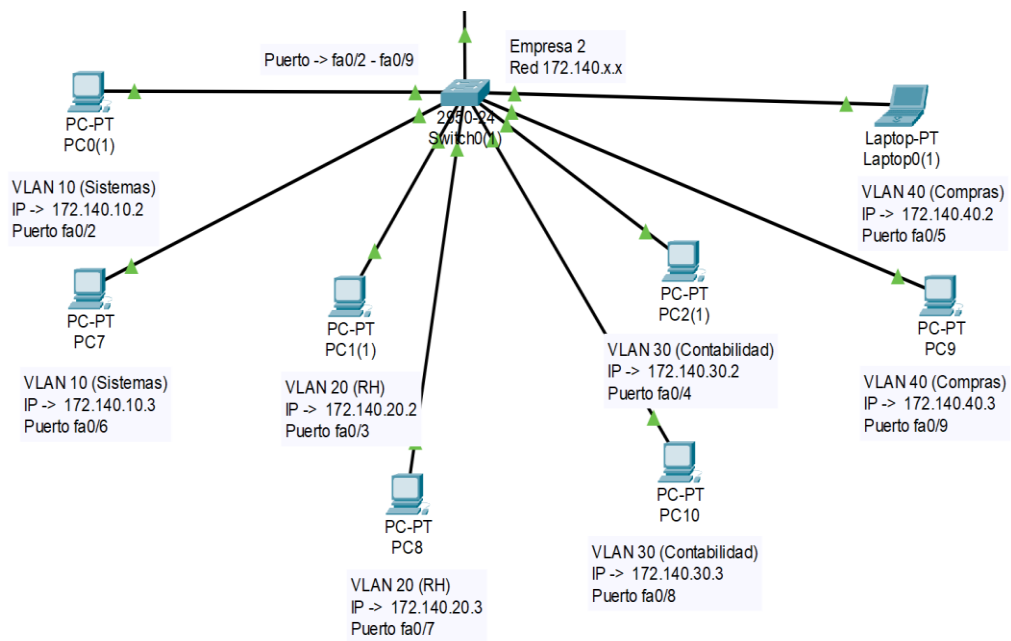 Puerto -> fa0/2 - fa0/9
Empresa 2
Red 172.140.x.x
2950-24
Switch0(1)
PC-PT
PC0(1)
VLAN 10 (Sistemas)
IP -> 172.140.10.2
Puerto fa0/2
Laptop-PT
Laptop0(1)
VLAN 40 (Compras)
IP -> 172.140.40.2
Puerto fa0/5
PC-PT
PC7
VLAN 10 (Sistemas)
IP -> 172.140.10.3
Puerto fa0/6
PC-PT
PC1(1)
VLAN 20 (RH)
IP -> 172.140.20.2
Puerto fa0/3
PC-PT
PC2(1)
VLAN 30 (Contabilidad)
IP -> 172.140.30.2
Puerto fa0/4
PC-PT
PC9
VLAN 40 (Compras)
IP -> 172.140.40.3
Puerto fa0/9
PC-PT
PC8
VLAN 20 (RH)
IP -> 172.140.20.3
Puerto fa0/7
PC-PT
PC10
VLAN 30 (Contabilidad)
IP -> 172.140.30.3
Puerto fa0/8